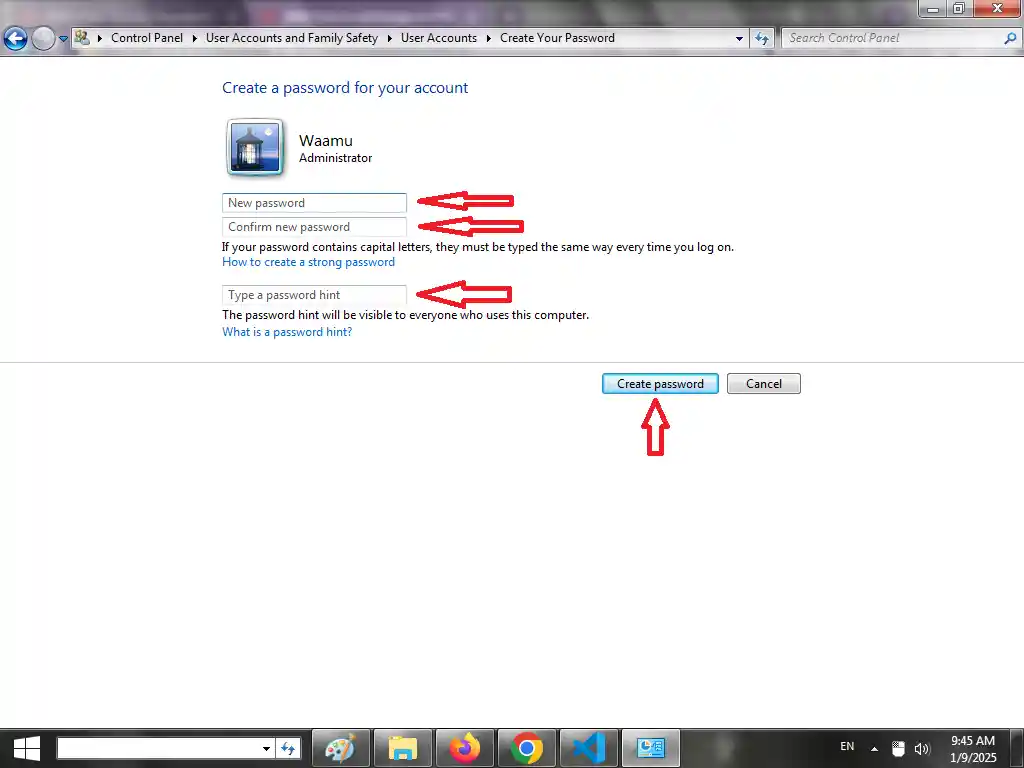 Control Panel User Accounts and Family Safety User Accounts Create Your Password Search Control Panel
Create a password for your account
Waamu
Administrator
New password
Confirm new password
If your password contains capital letters, they must be typed the same way every time you log on.
How to create a strong password
Type a password hint
The password hint will be visible to everyone who uses this computer.
What is a password hint?
Create password Cancel
EN 9:45 AM
1/9/2025